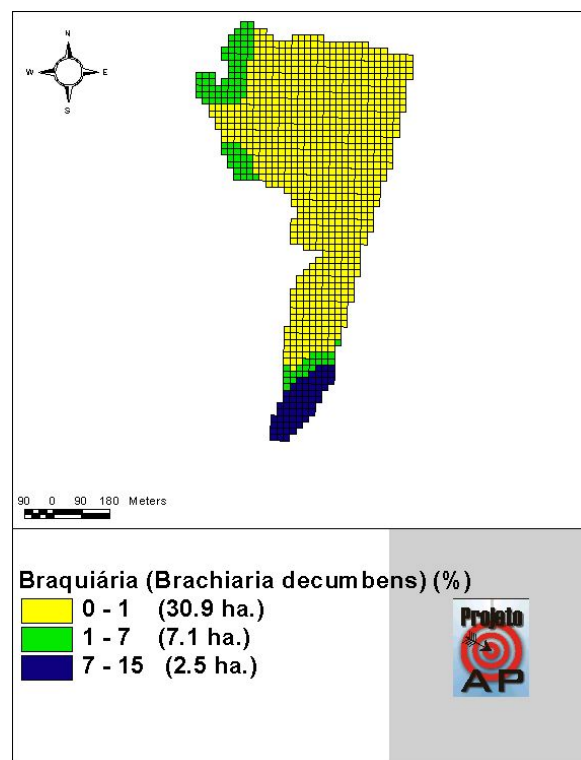 N
W E
S
90 0 90 180 Meters
Braquiária (Brachiaria decumbens) (%)
0 - 1 (30.9 ha.)
1 - 7 (7.1 ha.)
7 - 15 (2.5 ha.)
Projeto
AP